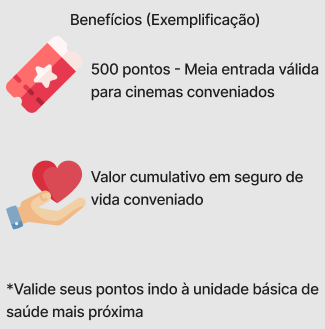 Benefícios (Exemplificação)
500 pontos - Meia entrada válida
para cinemas conveniados
Valor cumulativo em seguro de
vida conveniado
*Valide seus pontos indo à unidade básica de
saúde mais próxima